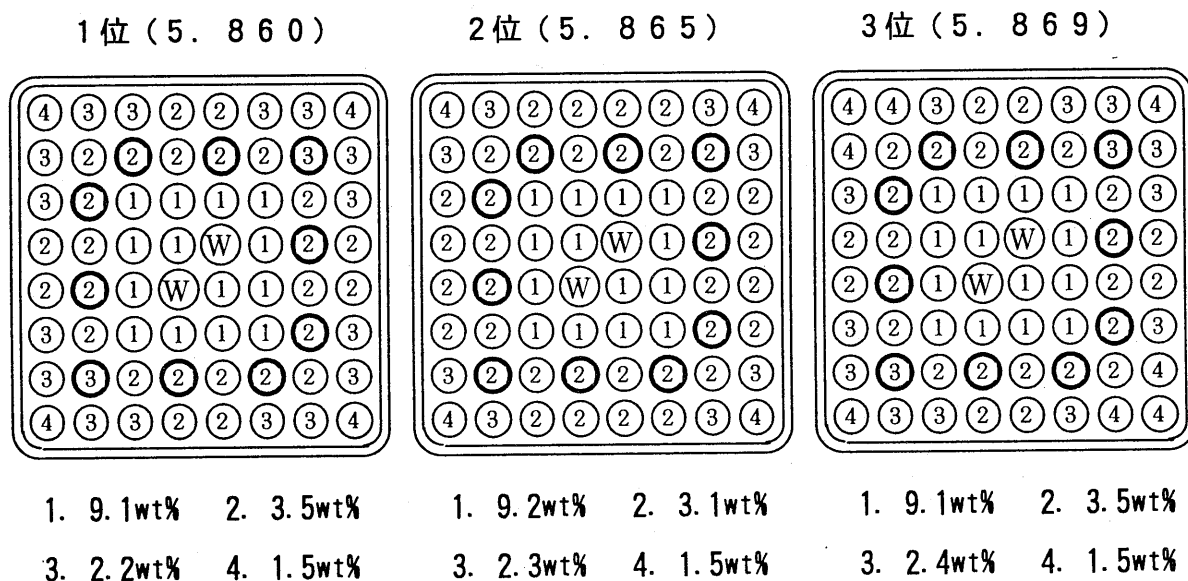 1位(5.860) 2位(5.865) 3位(5.869)
4 3 3 2 2 3 3 4 4 3 2 2 2 2 3 4 4 4 3 2 2 3 3 4
3 2 2 2 2 2 3 3 3 2 2 2 2 2 2 3 4 2 2 2 2 2 3 3
3 2 1 1 1 1 2 3 2 2 1 1 1 1 2 2 3 2 1 1 1 1 2 3
2 2 1 1 W 1 2 2 2 2 1 1 W 1 2 2 2 2 1 1 W 1 2 2
2 2 1 W 1 1 2 2 2 2 1 W 1 1 2 2 2 2 1 W 1 1 2 2
3 2 1 1 1 1 2 3 2 2 1 1 1 1 2 2 3 2 1 1 1 1 2 3
3 3 2 2 2 2 2 3 3 2 2 2 2 2 2 3 3 3 2 2 2 2 2 4
4 3 3 2 2 3 3 4 4 3 2 2 2 2 3 4 4 3 3 2 2 3 4 4
1. 9.1wt% 2. 3.5wt% 1. 9.2wt% 2. 3.1wt% 1. 9.1wt% 2. 3.5wt%
3. 2.2wt% 4. 1.5wt% 3. 2.3wt% 4. 1.5wt% 3. 2.4wt% 4. 1.5wt%